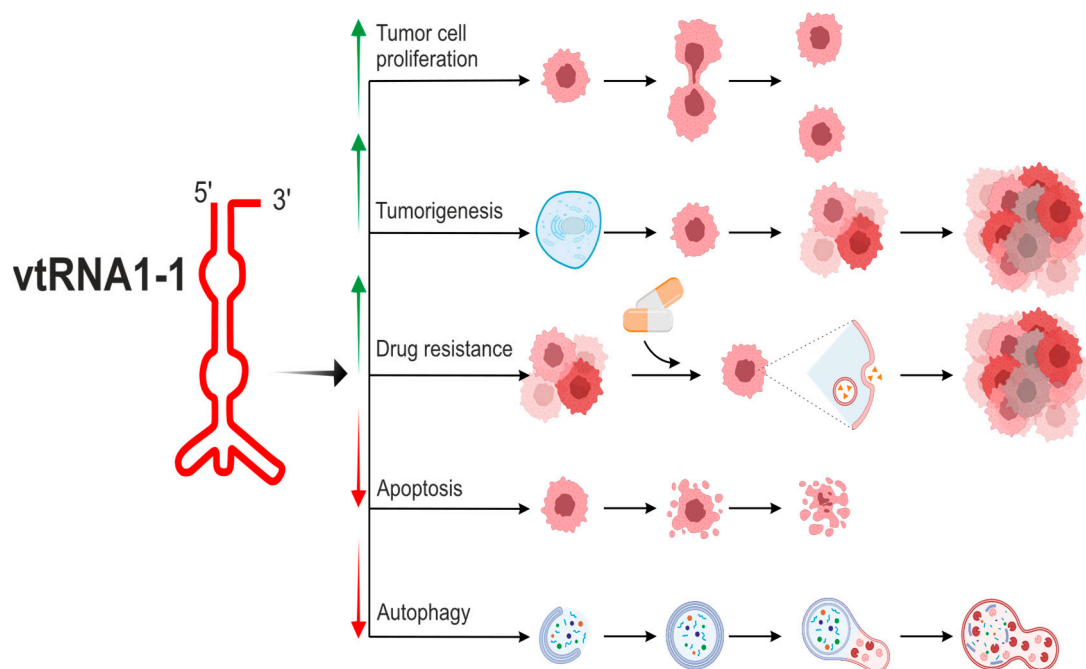 Tumor cell
proliferation
5'
3'
vtRNA1-1
Tumorigenesis
Drug resistance
Apoptosis
Autophagy